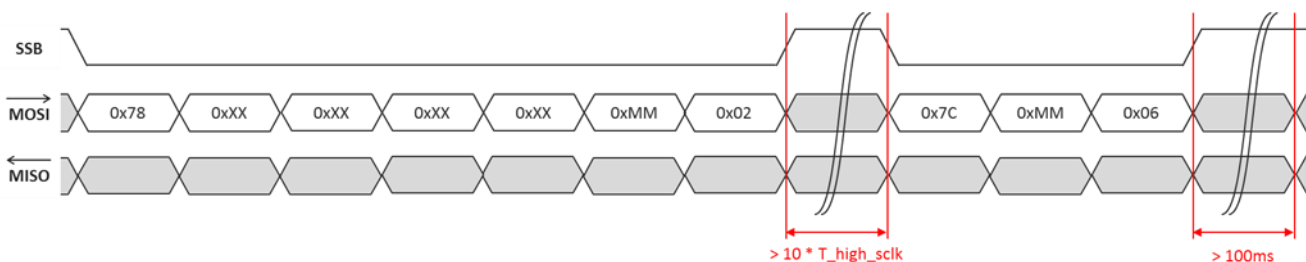 SSB
MOSI 0x78 0xXX 0xXX 0xXX 0xXX 0xMM 0x02 0x7C 0xMM 0x06
MISO
> 10 * T_high_sclk > 100ms